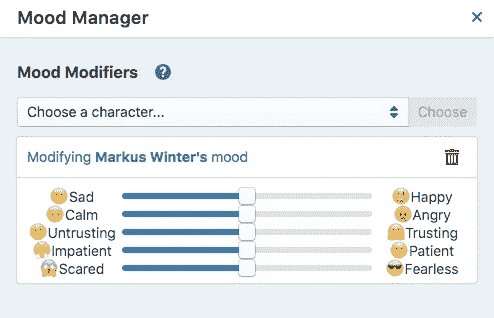 Mood Manager ×
Mood Modifiers ?
Choose a character... Choose
Modifying Markus Winter's mood
Sad Happy
Calm Angry
Untrusting Trusting
Impatient Patient
Scared Fearless